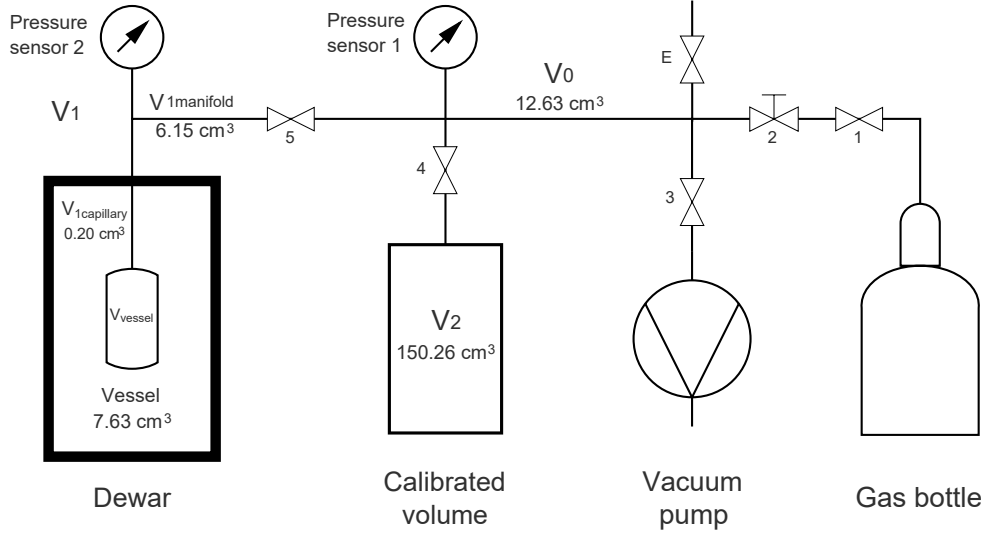 Pressure
sensor 2
Pressure
sensor 1
E
V0
12.63 cm3
V1
V1manifold
6.15 cm3
5
2
1
4
3
V1capillary
0.20 cm3
Vvessel
V2
150.26 cm3
Vessel
7.63 cm3
Dewar
Calibrated
volume
Vacuum
pump
Gas bottle